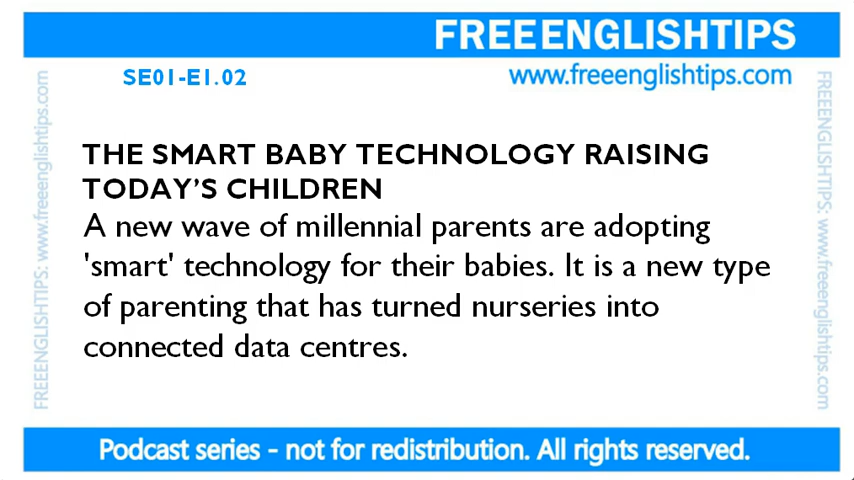 FREEENGLISHTIPS
SE01-E1.02
www.freeenglishtips.com
FREEENGLISHTIPS: www.freeenglishtips.com
THE SMART BABY TECHNOLOGY RAISING
TODAY’S CHILDREN
A new wave of millennial parents are adopting
'smart' technology for their babies. It is a new type
of parenting that has turned nurseries into
connected data centres.
FREEENGLISHTIPS: www.freeenglishtips.com
Podcast series - not for redistribution. All rights reserved.